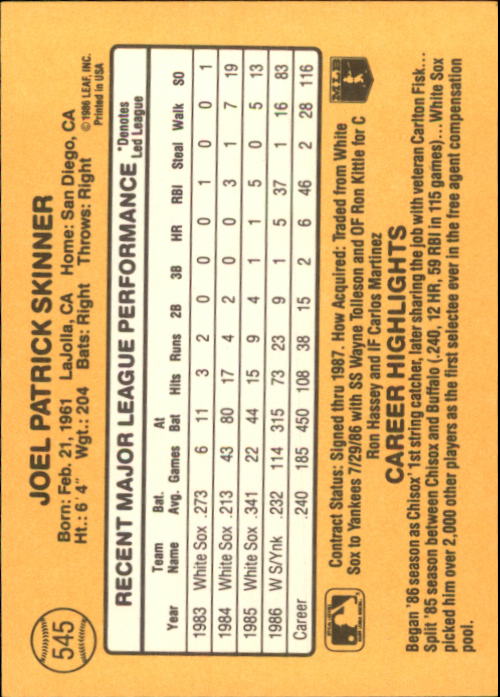 545
JOEL PATRICK SKINNER
Born: Feb. 21, 1961 LaJolla, CA Home: San Diego, CA
Ht.: 6' 4" Wgt.: 204 Bats: Right Throws: Right
© 1986 LEAF, INC.
Printed in USA
RECENT MAJOR LEAGUE PERFORMANCE *Denotes Led League
Year Team Name Bat. Avg. Games At Bat Hits Runs 2B 3B HR RBI Steal Walk SO
1983 White Sox .273 6 11 3 2 0 0 0 1 0 0 1
1984 White Sox .213 43 80 17 4 2 0 0 3 1 7 19
1985 White Sox .341 22 44 15 9 4 1 1 5 0 5 13
1986 W S/Ynk .232 114 315 73 23 9 1 5 37 1 16 83
Career .240 185 450 108 38 15 2 6 46 2 28 116
Contract Status: Signed thru 1987. How Acquired: Traded from White
Sox to Yankees 7/29/86 with SS Wayne Tolleson and OF Ron Kittle for C
Ron Hassey and IF Carlos Martinez
MLB
CAREER HIGHLIGHTS
Began '86 season as Chisox' 1st string catcher, later sharing the job with veteran Carlton Fisk...
Split '85 season between Chisox and Buffalo (.240, 12 HR, 59 RBI in 115 games)... White Sox
picked him over 2,000 other players as the first selectee ever in the free agent compensation
pool.